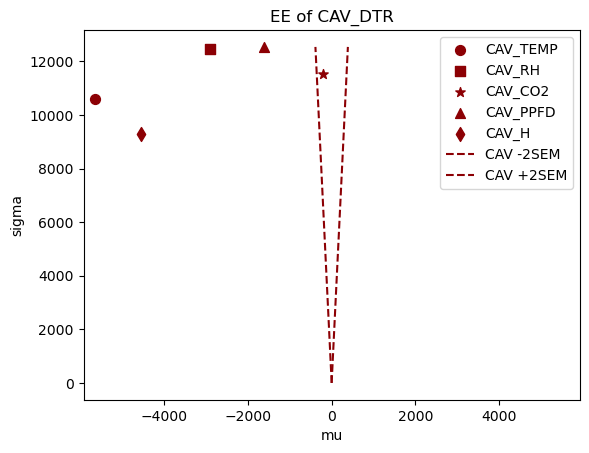 EE of CAV_DTR
CAV_TEMP
CAV_RH
CAV_CO2
CAV_PPFD
CAV_H
CAV -2SEM
CAV +2SEM
sigma
12000
10000
8000
6000
4000
2000
0
−4000
−2000
0
2000
4000
mu